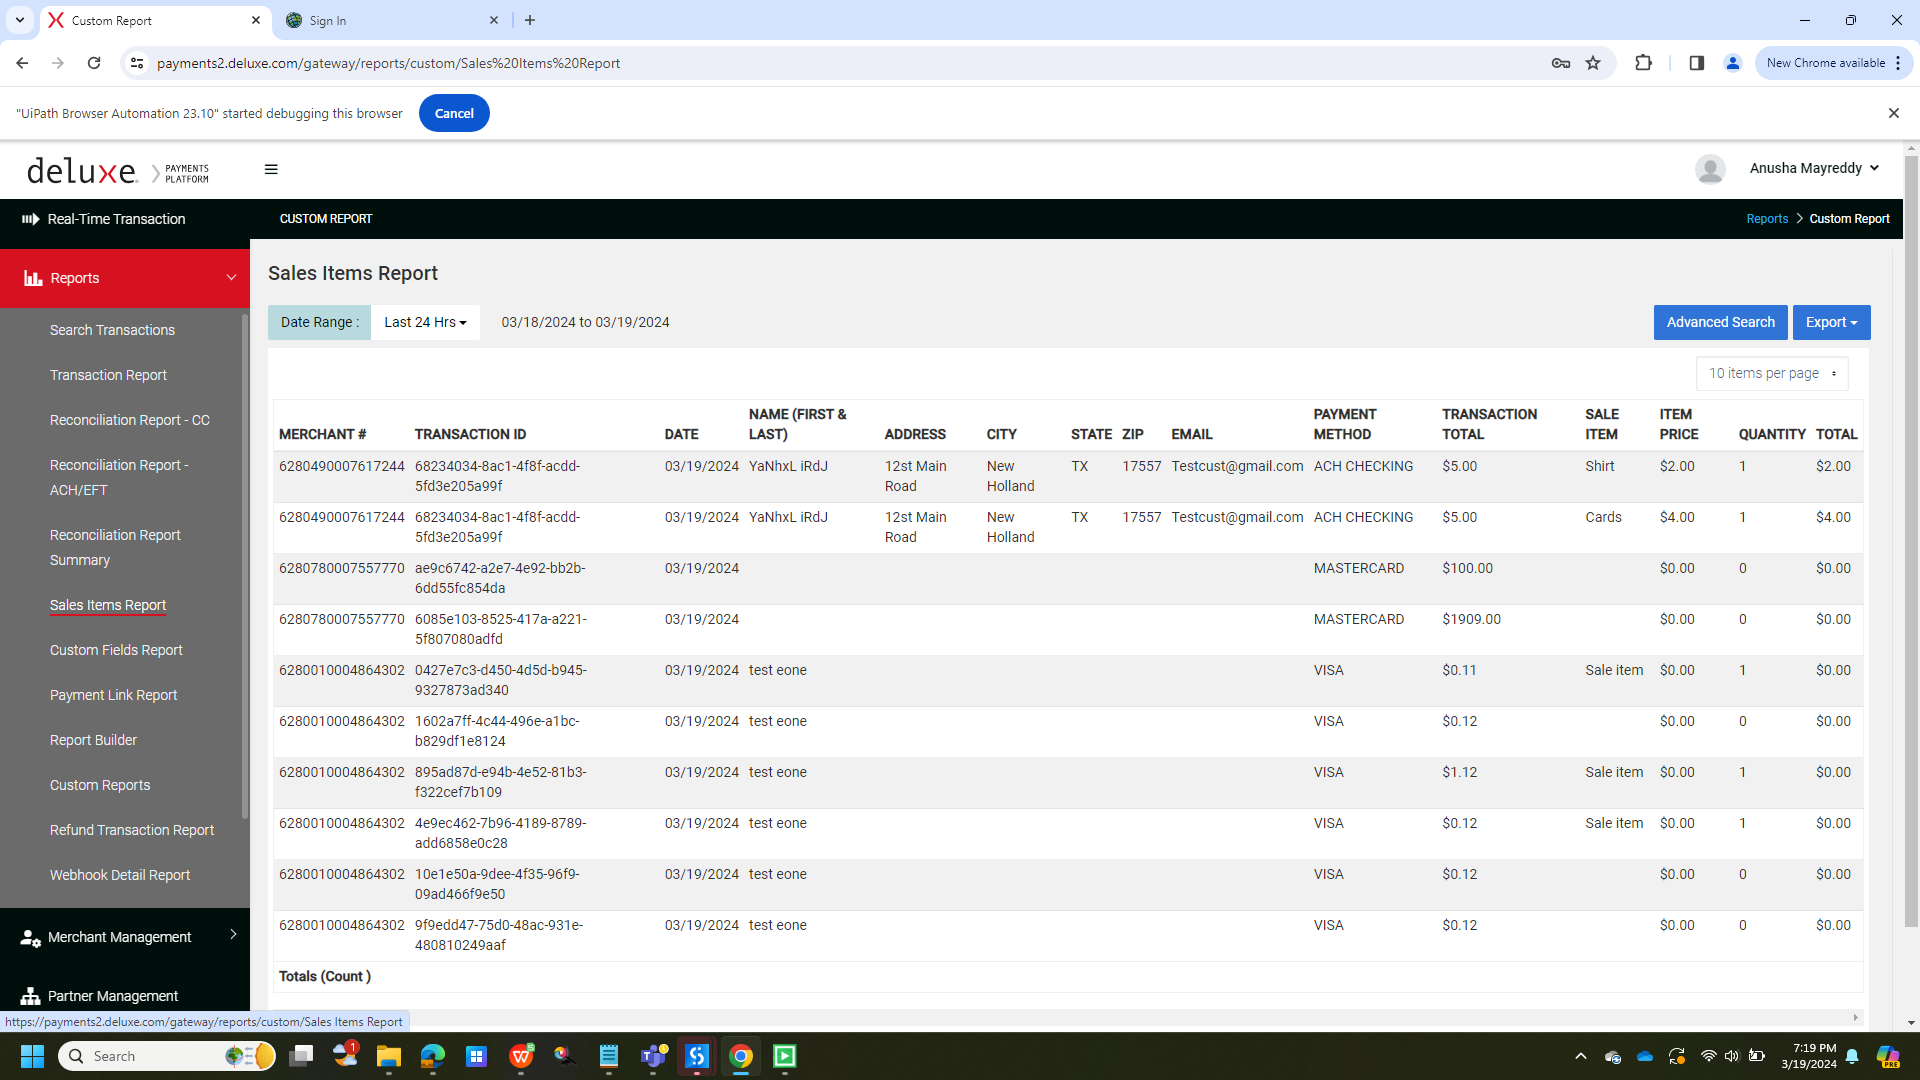 Custom Report
Sign In
payments2.deluxe.com/gateway/reports/custom/Sales%20Items%20Report
New Chrome available
"UiPath Browser Automation 23.10" started debugging this browser
Cancel
deluxe.
PAYMENTS
PLATFORM
Anusha Mayreddy
Real-Time Transaction
CUSTOM REPORT
Reports
Custom Report
Reports
Search Transactions
Transaction Report
Reconciliation Report - CC
Reconciliation Report -
ACH/EFT
Reconciliation Report
Summary
Sales Items Report
Custom Fields Report
Payment Link Report
Report Builder
Custom Reports
Refund Transaction Report
Webhook Detail Report
Merchant Management
Partner Management
Sales Items Report
Date Range :
Last 24 Hrs
03/18/2024 to 03/19/2024
Advanced Search
Export
10 items per page
MERCHANT # TRANSACTION ID DATE NAME (FIRST & LAST) ADDRESS CITY STATE ZIP EMAIL PAYMENT METHOD TRANSACTION TOTAL SALE ITEM ITEM PRICE QUANTITY TOTAL
6280490007617244 68234034-8ac1-4f8f-acdd- 03/19/2024 YaNhxL iRdJ 12st Main New TX 17557 Testcust@gmail.com ACH CHECKING $5.00 Shirt $2.00 1 $2.00
5fd3e205a99f Road Holland
6280490007617244 68234034-8ac1-4f8f-acdd- 03/19/2024 YaNhxL iRdJ 12st Main New TX 17557 Testcust@gmail.com ACH CHECKING $5.00 Cards $4.00 1 $4.00
5fd3e205a99f Road Holland
6280780007557770 ae9c6742-a2e7-4e92-bb2b- 03/19/2024 MASTERCARD $100.00 $0.00 0 $0.00
6dd55fc854da
6280780007557770 6085e103-8525-417a-a221- 03/19/2024 MASTERCARD $1909.00 $0.00 0 $0.00
5f807080adfd
6280010004864302 0427e7c3-d450-4d5d-b945- 03/19/2024 test eone VISA $0.11 Sale item $0.00 1 $0.00
9327873ad340
6280010004864302 1602a7ff-4c44-496e-a1bc- 03/19/2024 test eone VISA $0.12 $0.00 0 $0.00
b829df1e8124
6280010004864302 895ad87d-e94b-4e52-81b3- 03/19/2024 test eone VISA $1.12 Sale item $0.00 1 $0.00
f322cef7b109
6280010004864302 4e9ec462-7b96-4189-8789- 03/19/2024 test eone VISA $0.12 Sale item $0.00 1 $0.00
add6858e0c28
6280010004864302 10e1e50a-9dee-4f35-96f9- 03/19/2024 test eone VISA $0.12 $0.00 0 $0.00
09ad466f9e50
6280010004864302 9f9edd47-75d0-48ac-931e- 03/19/2024 test eone VISA $0.12 $0.00 0 $0.00
480810249aaf
Totals (Count )
https://payments2.deluxe.com/gateway/reports/custom/Sales Items Report
Search
1
7:19 PM
3/19/2024
PRE